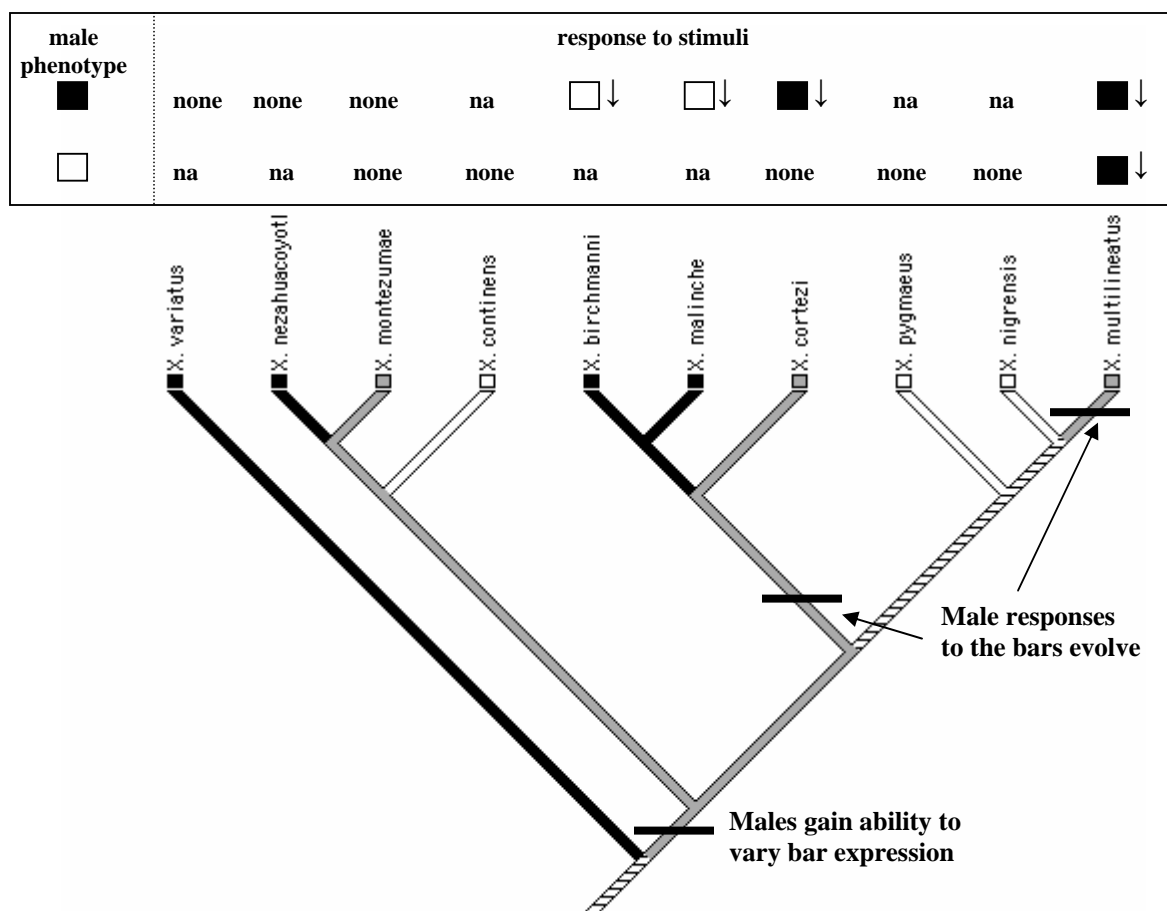 male
phenotype
response to stimuli
none none none na ↓ ↓ ↓ na na ↓
na na none none na na none none none ↓
X. variatus
X. nezahuacoyotl
X. montezumae
X. continens
X. birchmanni
X. malinche
X. cortezi
X. pygmaeus
X. nigrensis
X. multilineatus
Male responses
to the bars evolve
Males gain ability to
vary bar expression